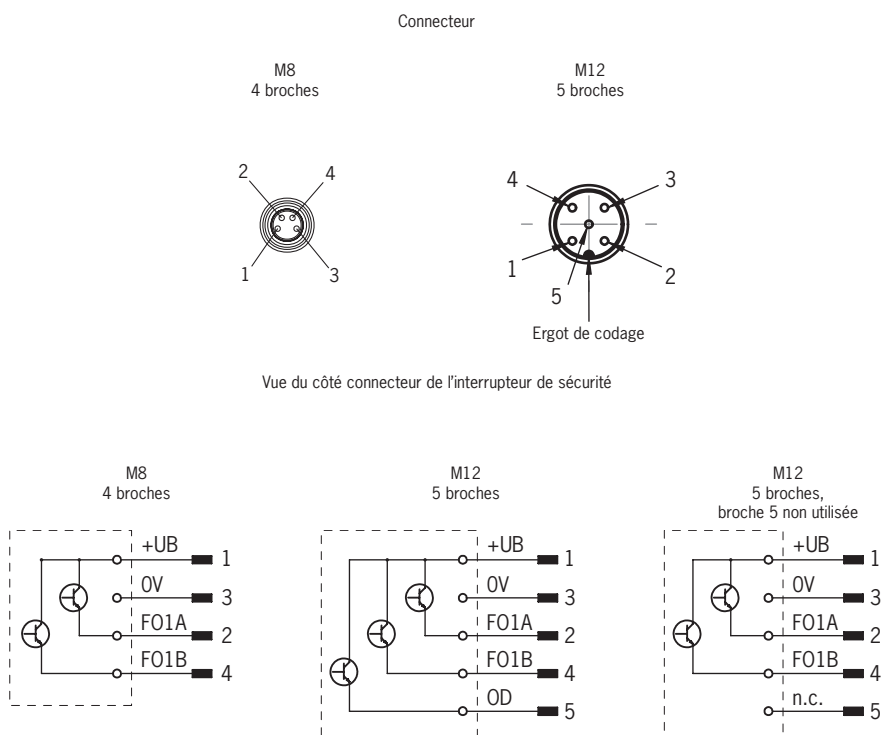 Connecteur
M8
4 broches
M12
5 broches
2
4
1
3
4
3
1
2
5
Ergot de codage
Vue du côté connecteur de l'interrupteur de sécurité
M8
4 broches
+UB 1
0V 3
FO1A 2
FO1B 4
M12
5 broches
+UB 1
0V 3
FO1A 2
FO1B 4
OD 5
M12
5 broches,
broche 5 non utilisée
+UB 1
0V 3
FO1A 2
FO1B 4
n.c. 5